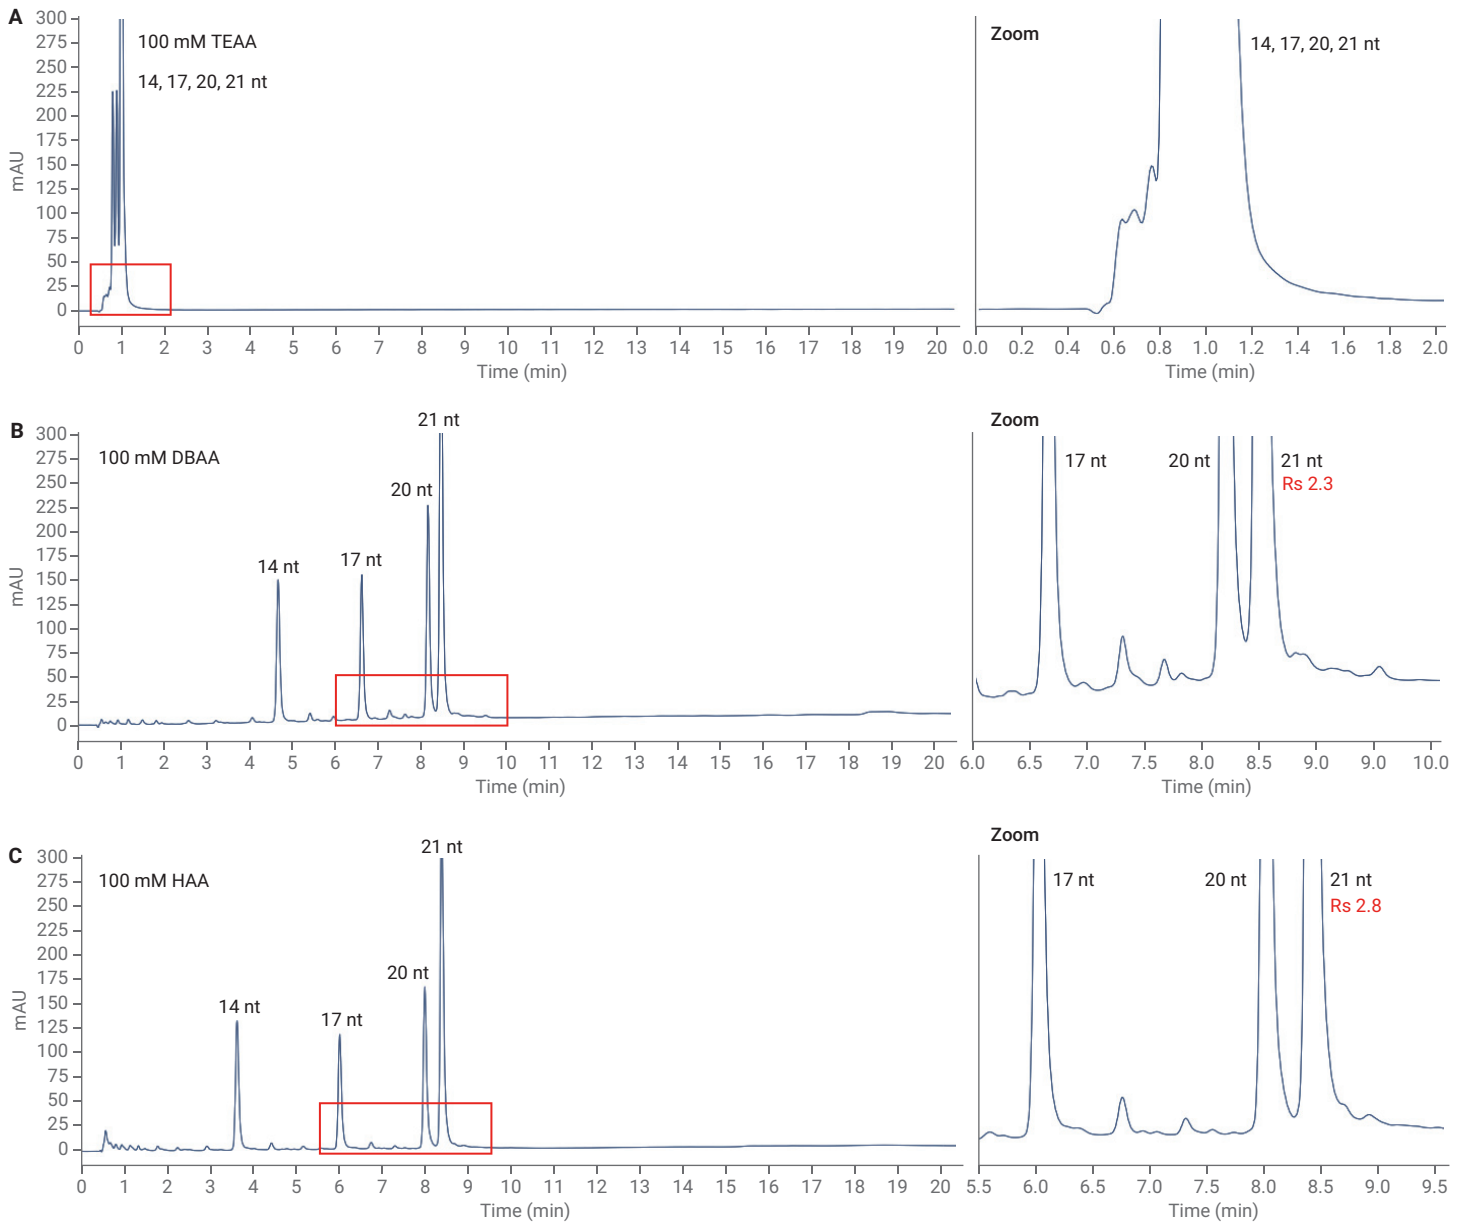 A
100 mM TEAA
14, 17, 20, 21 nt
mAU
300
275
250
225
200
175
150
125
100
75
50
25
0
0 1 2 3 4 5 6 7 8 9 10 11 12 13 14 15 16 17 18 19 20
Time (min)
Zoom
14, 17, 20, 21 nt
0.0 0.2 0.4 0.6 0.8 1.0 1.2 1.4 1.6 1.8 2.0
Time (min)
B
100 mM DBAA
14 nt
17 nt
20 nt
21 nt
mAU
300
275
250
225
200
175
150
125
100
75
50
25
0
0 1 2 3 4 5 6 7 8 9 10 11 12 13 14 15 16 17 18 19 20
Time (min)
Zoom
17 nt
20 nt
21 nt
Rs 2.3
6.0 6.5 7.0 7.5 8.0 8.5 9.0 9.0 10.0
Time (min)
C
100 mM HAA
14 nt
17 nt
20 nt
21 nt
mAU
300
275
250
225
200
175
150
125
100
75
50
25
0
0 1 2 3 4 5 6 7 8 9 10 11 12 13 14 15 16 17 18 19 20
Time (min)
Zoom
17 nt
20 nt
21 nt
Rs 2.8
5.5 6.0 6.5 7.0 7.5 8.0 8.5 9.0 9.5
Time (min)